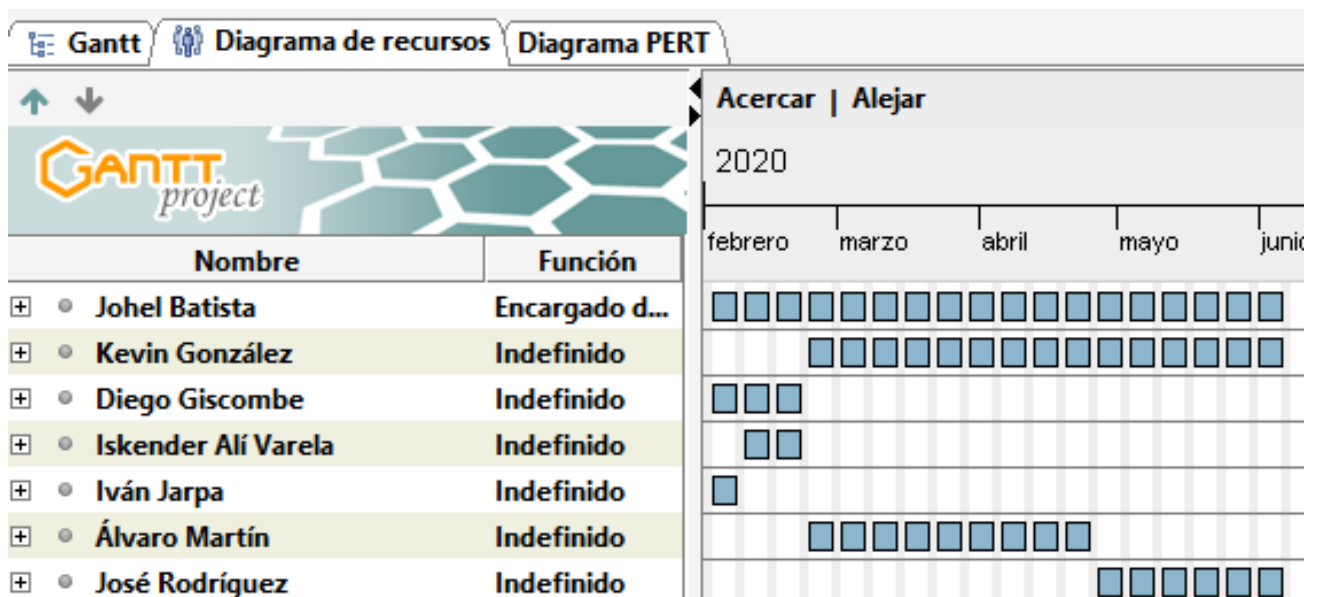 Gantt Diagrama de recursos Diagrama PERT
Acercar | Alejar
GANTT project
2020
febrero marzo abril mayo junio
Nombre Función
Johel Batista Encargado d...
Kevin González Indefinido
Diego Giscombe Indefinido
Iskender Alí Varela Indefinido
Iván Jarpa Indefinido
Álvaro Martín Indefinido
José Rodríguez Indefinido